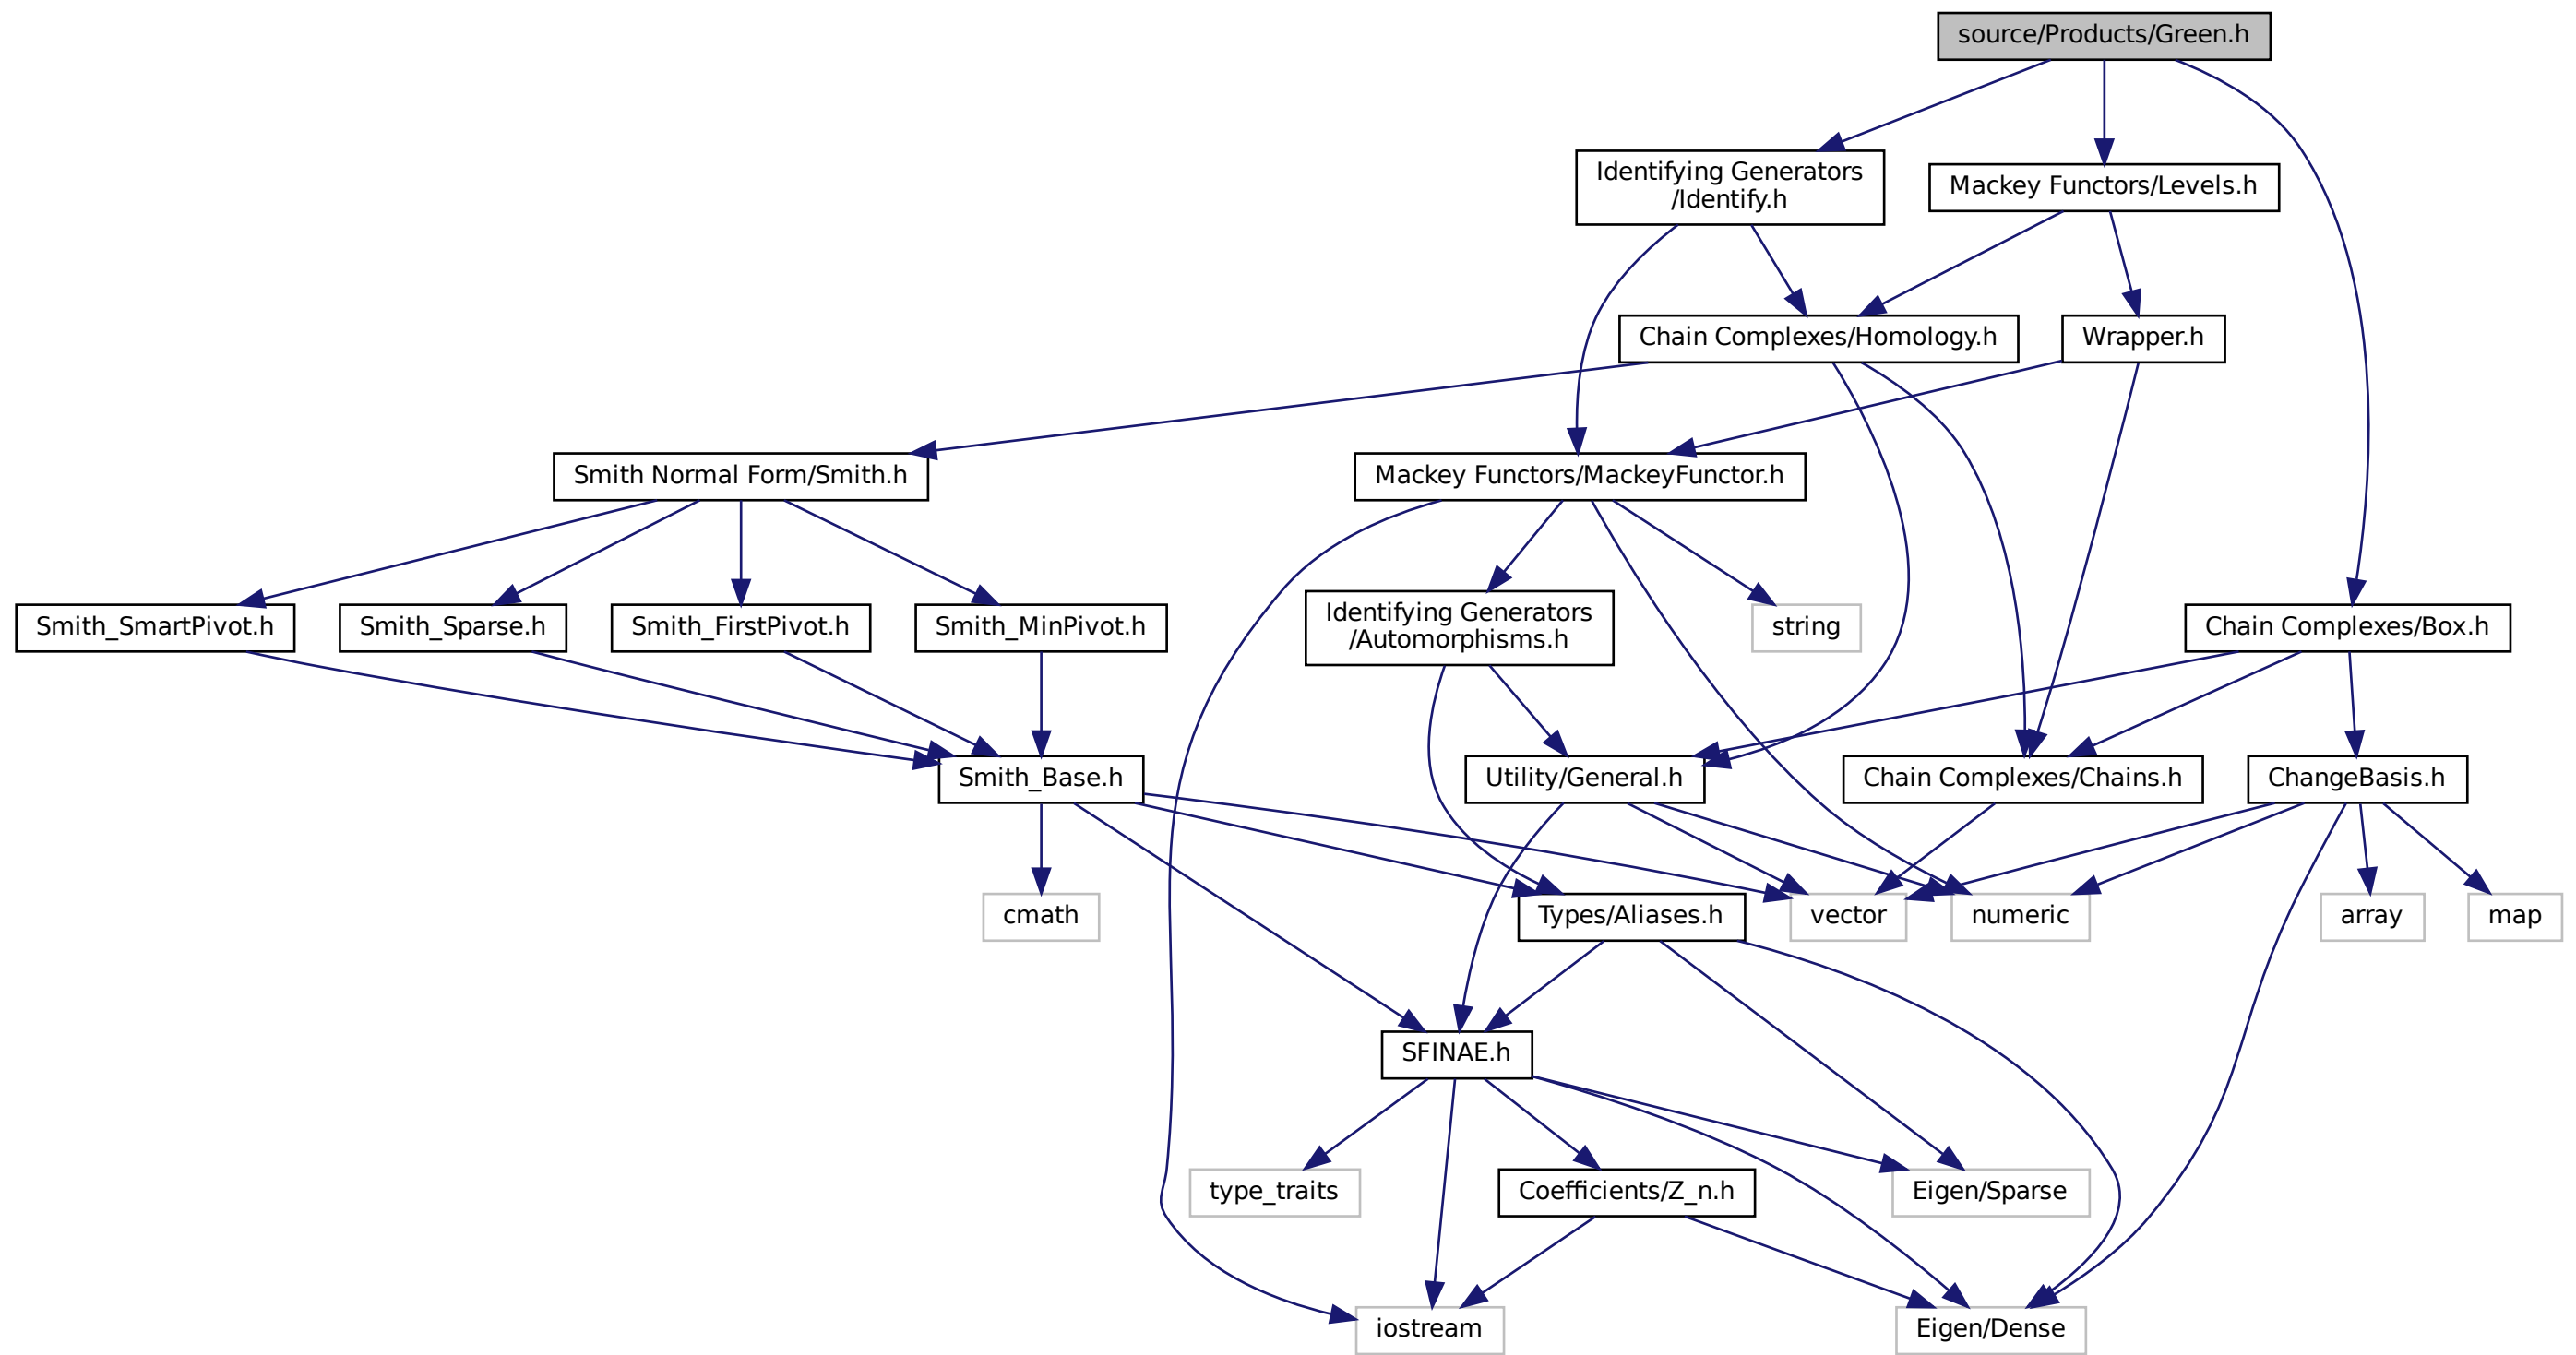 source/Products/Green.h
Identifying Generators
/Identify.h
Mackey Functors/Levels.h
Chain Complexes/Homology.h
Wrapper.h
Smith Normal Form/Smith.h
Mackey Functors/MackeyFunctor.h
Smith_SmartPivot.h
Smith_Sparse.h
Smith_FirstPivot.h
Smith_MinPivot.h
Identifying Generators
/Automorphisms.h
string
Chain Complexes/Box.h
Smith_Base.h
Utility/General.h
Chain Complexes/Chains.h
ChangeBasis.h
cmath
Types/Aliases.h
vector
numeric
array
map
SFINAE.h
type_traits
Coefficients/Z_n.h
Eigen/Sparse
iostream
Eigen/Dense